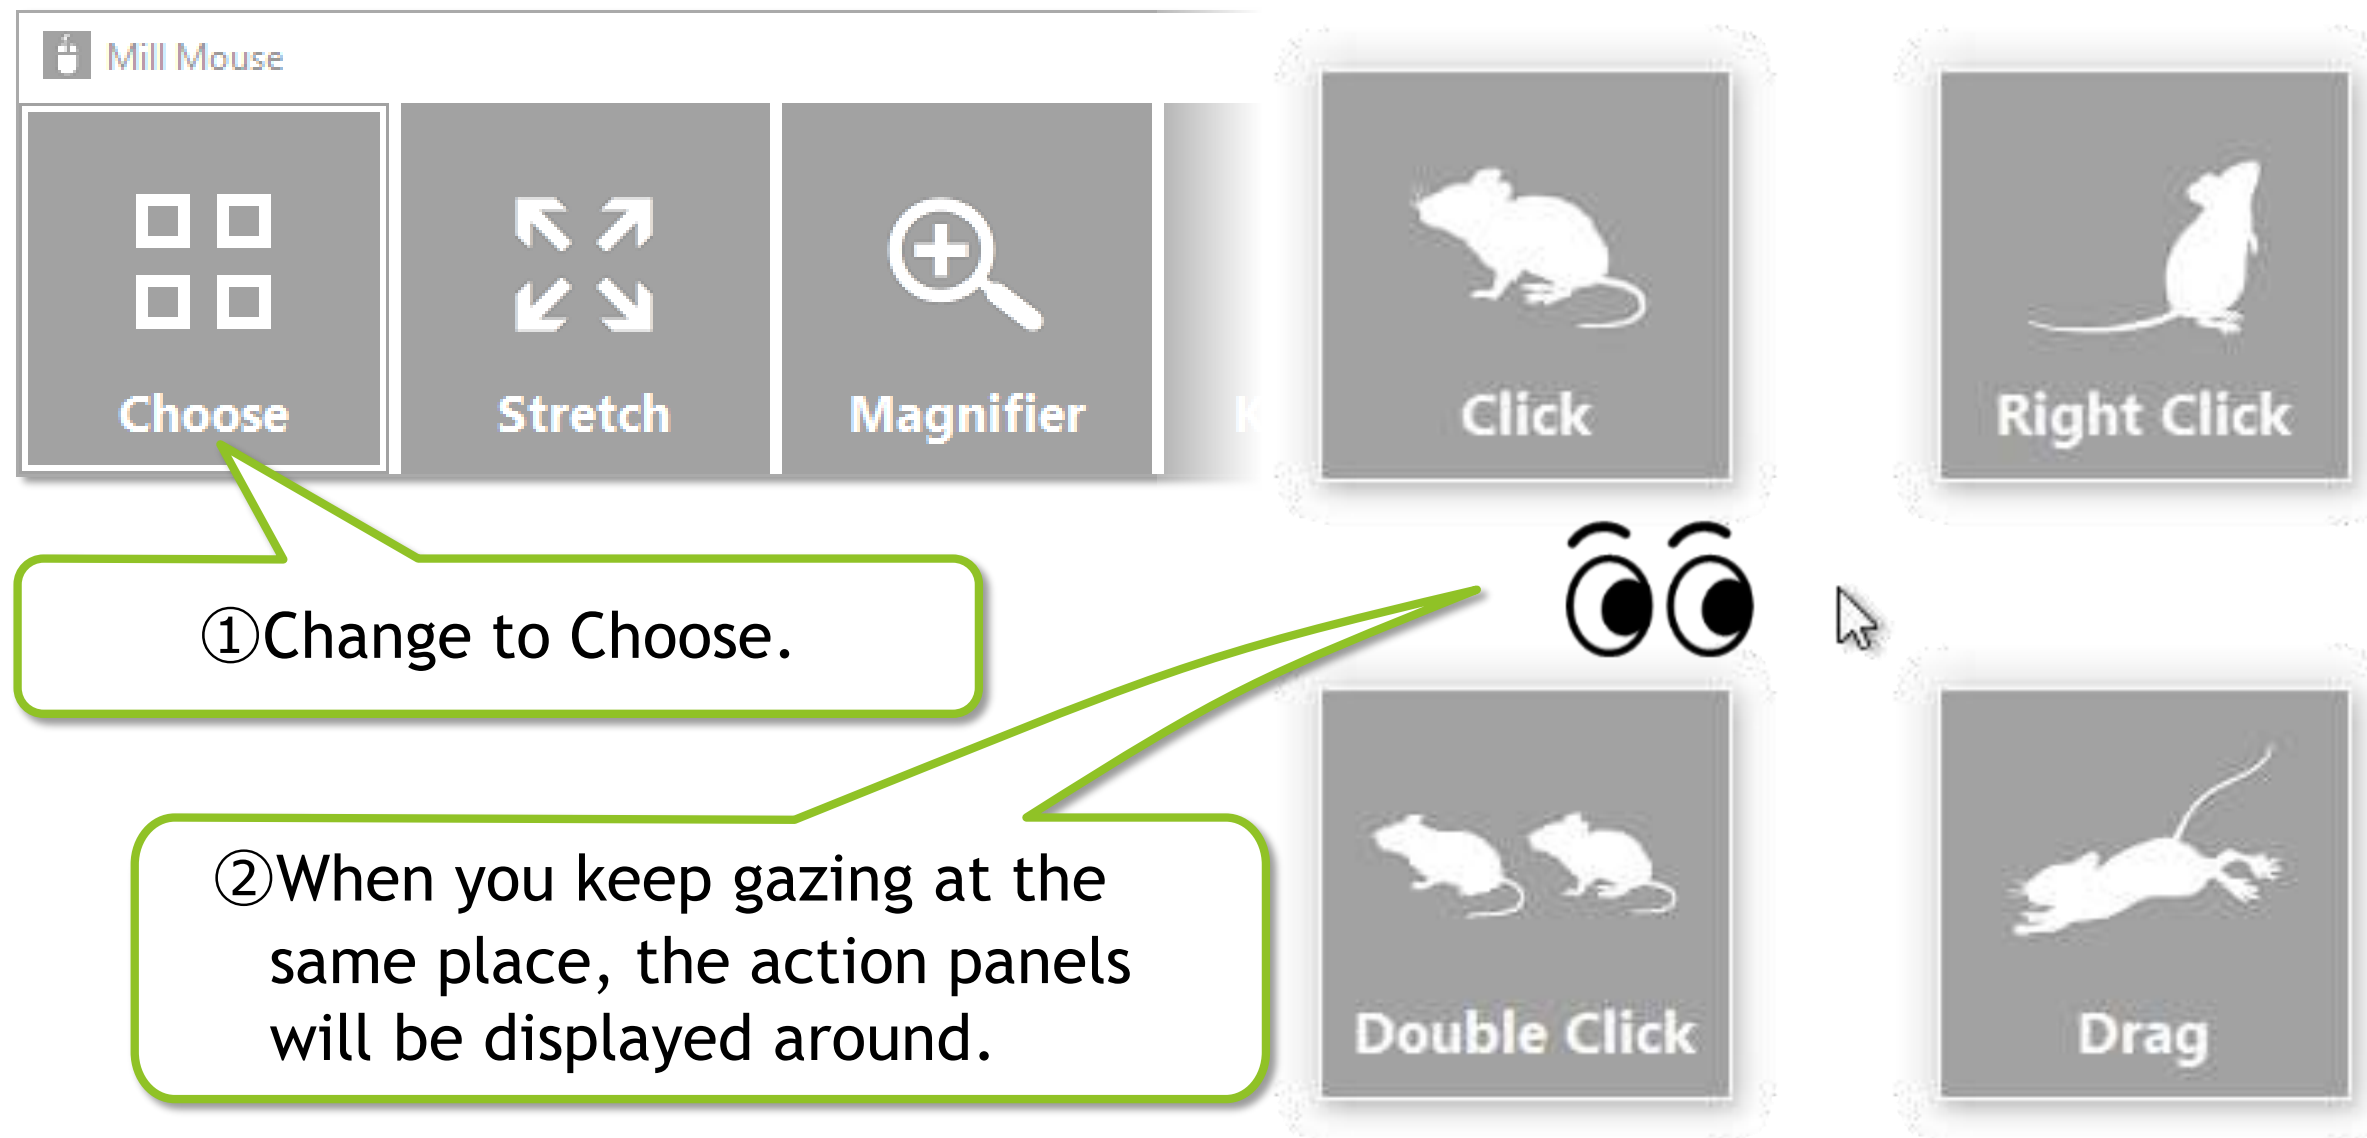 Mill Mouse
Choose
Stretch
Magnifier
K
Click
Right Click
①Change to Choose.
②When you keep gazing at the
same place, the action panels
will be displayed around.
Double Click
Drag